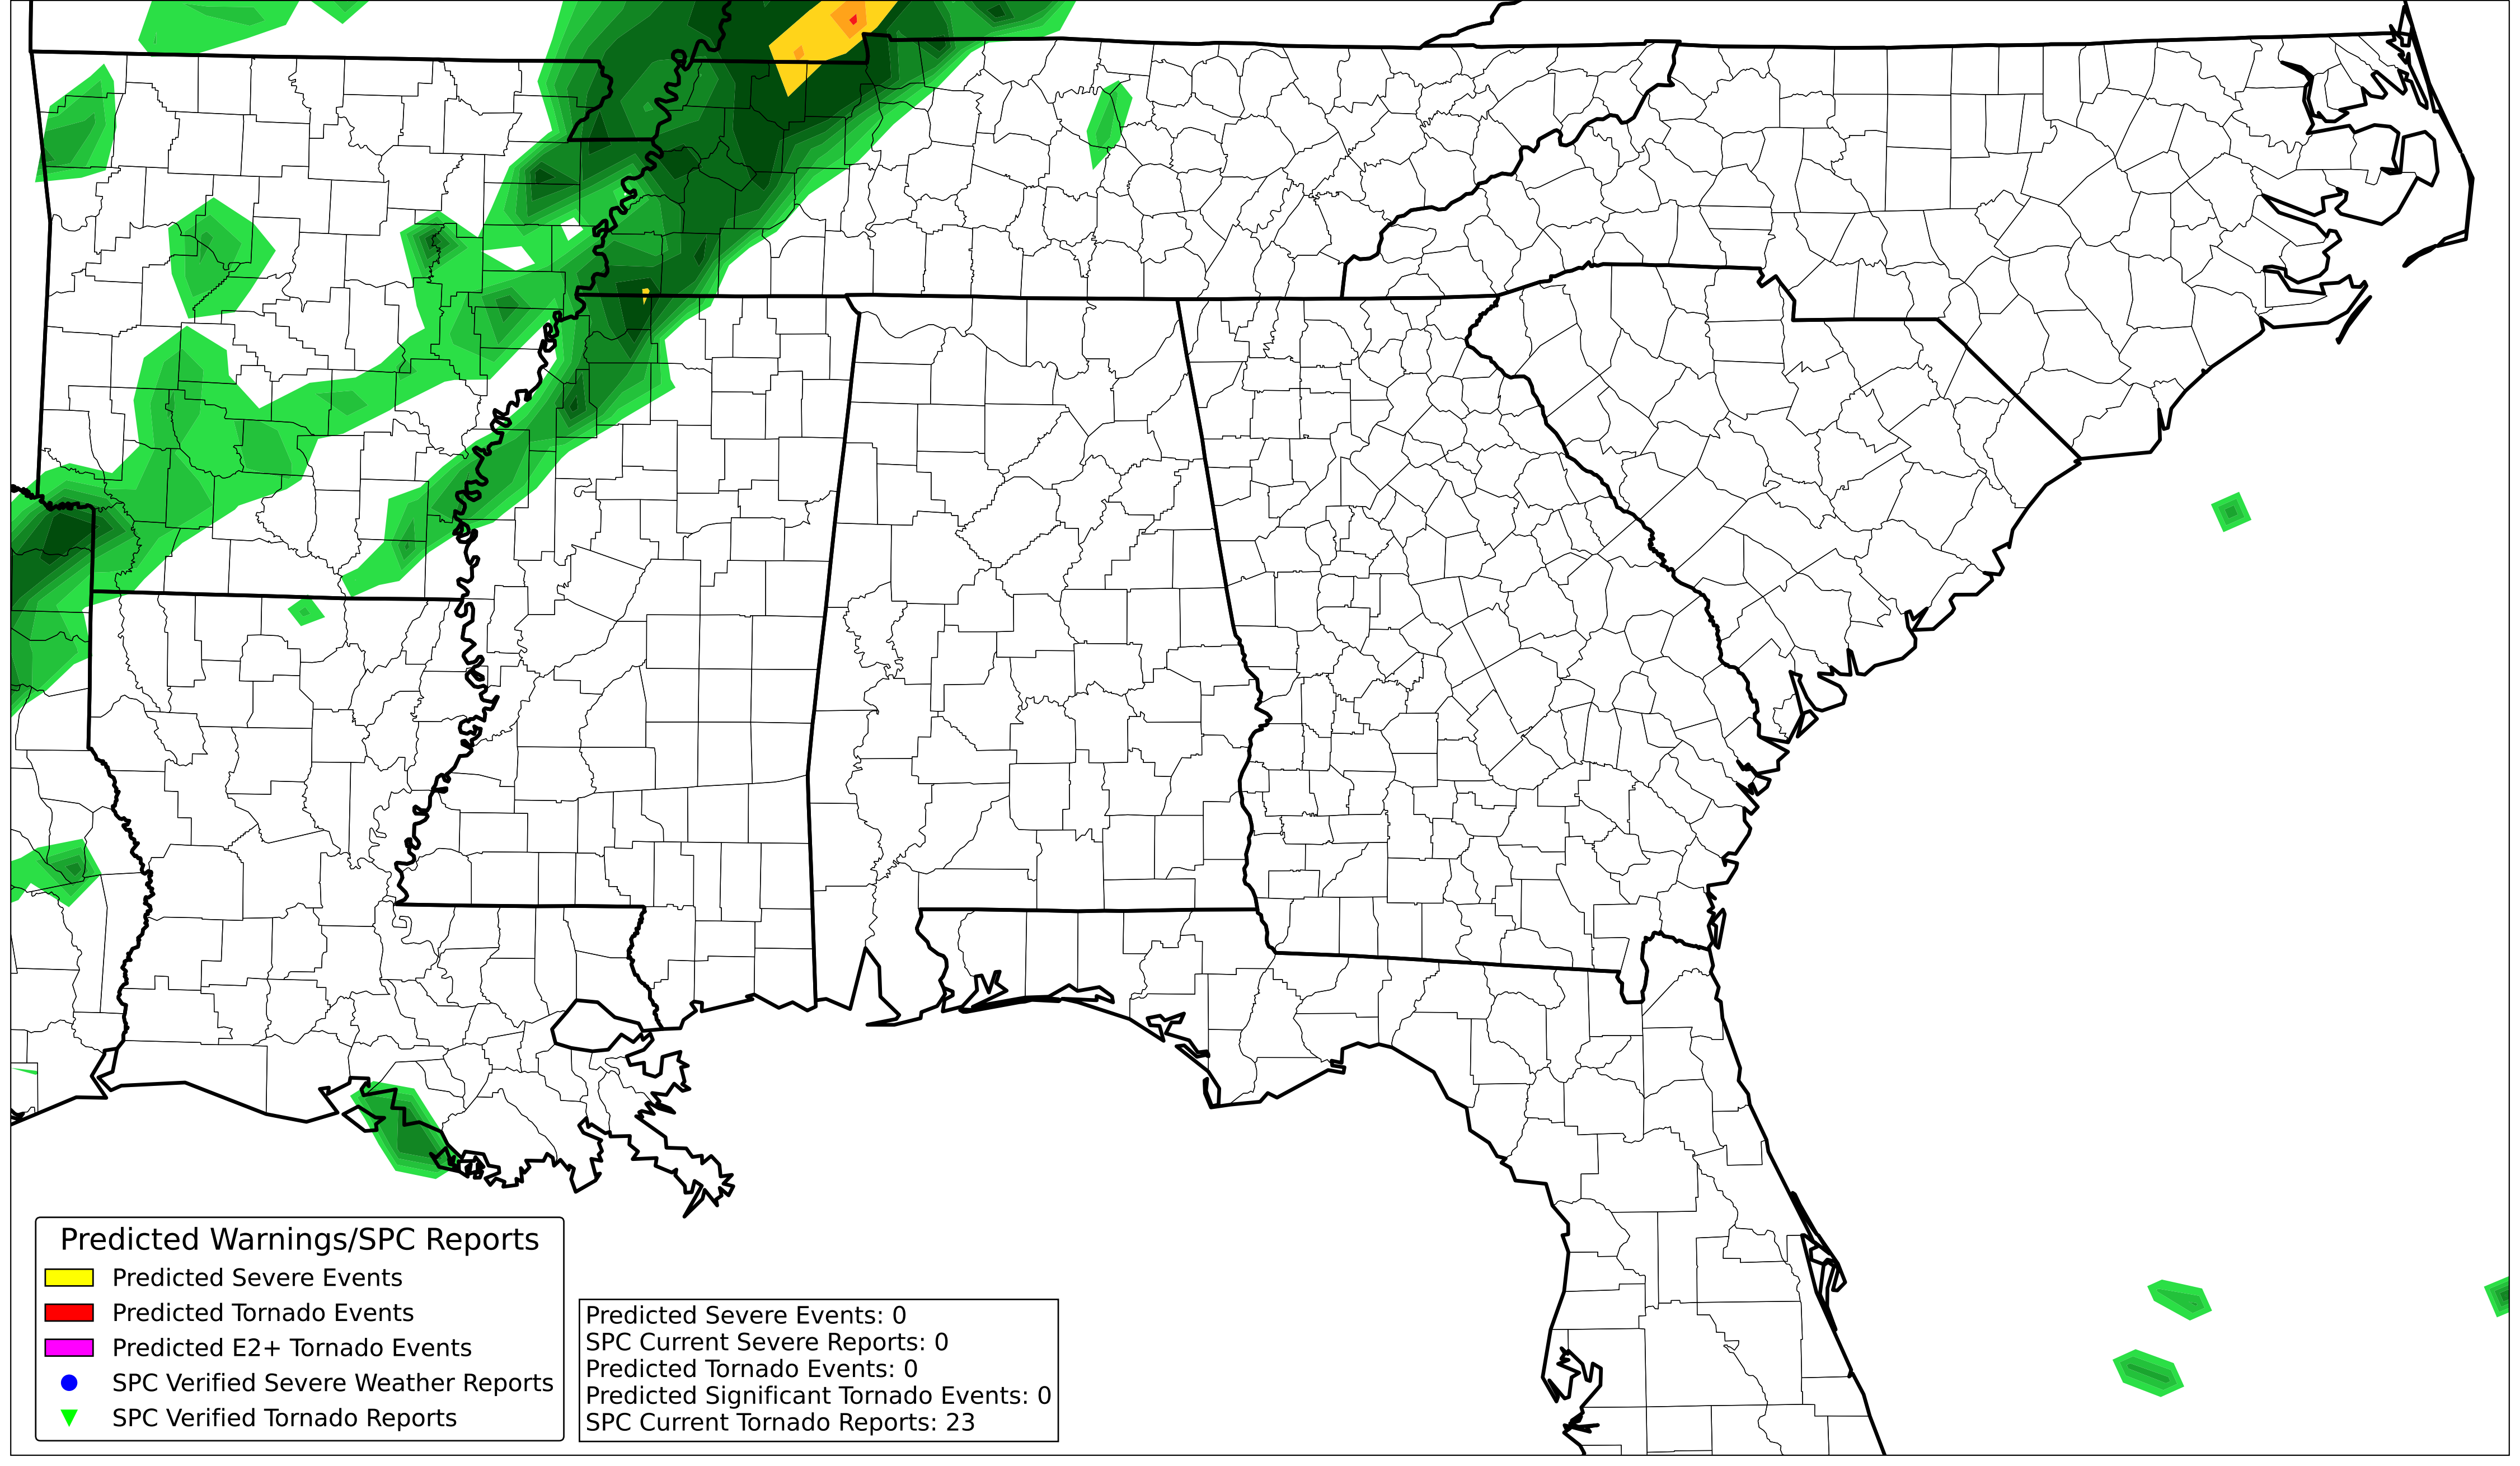 Predicted Warnings/SPC Reports
Predicted Severe Events
Predicted Tornado Events
Predicted E2+ Tornado Events
SPC Verified Severe Weather Reports
SPC Verified Tornado Reports
Predicted Severe Events: 0
SPC Current Severe Reports: 0
Predicted Tornado Events: 0
Predicted Significant Tornado Events: 0
SPC Current Tornado Reports: 23